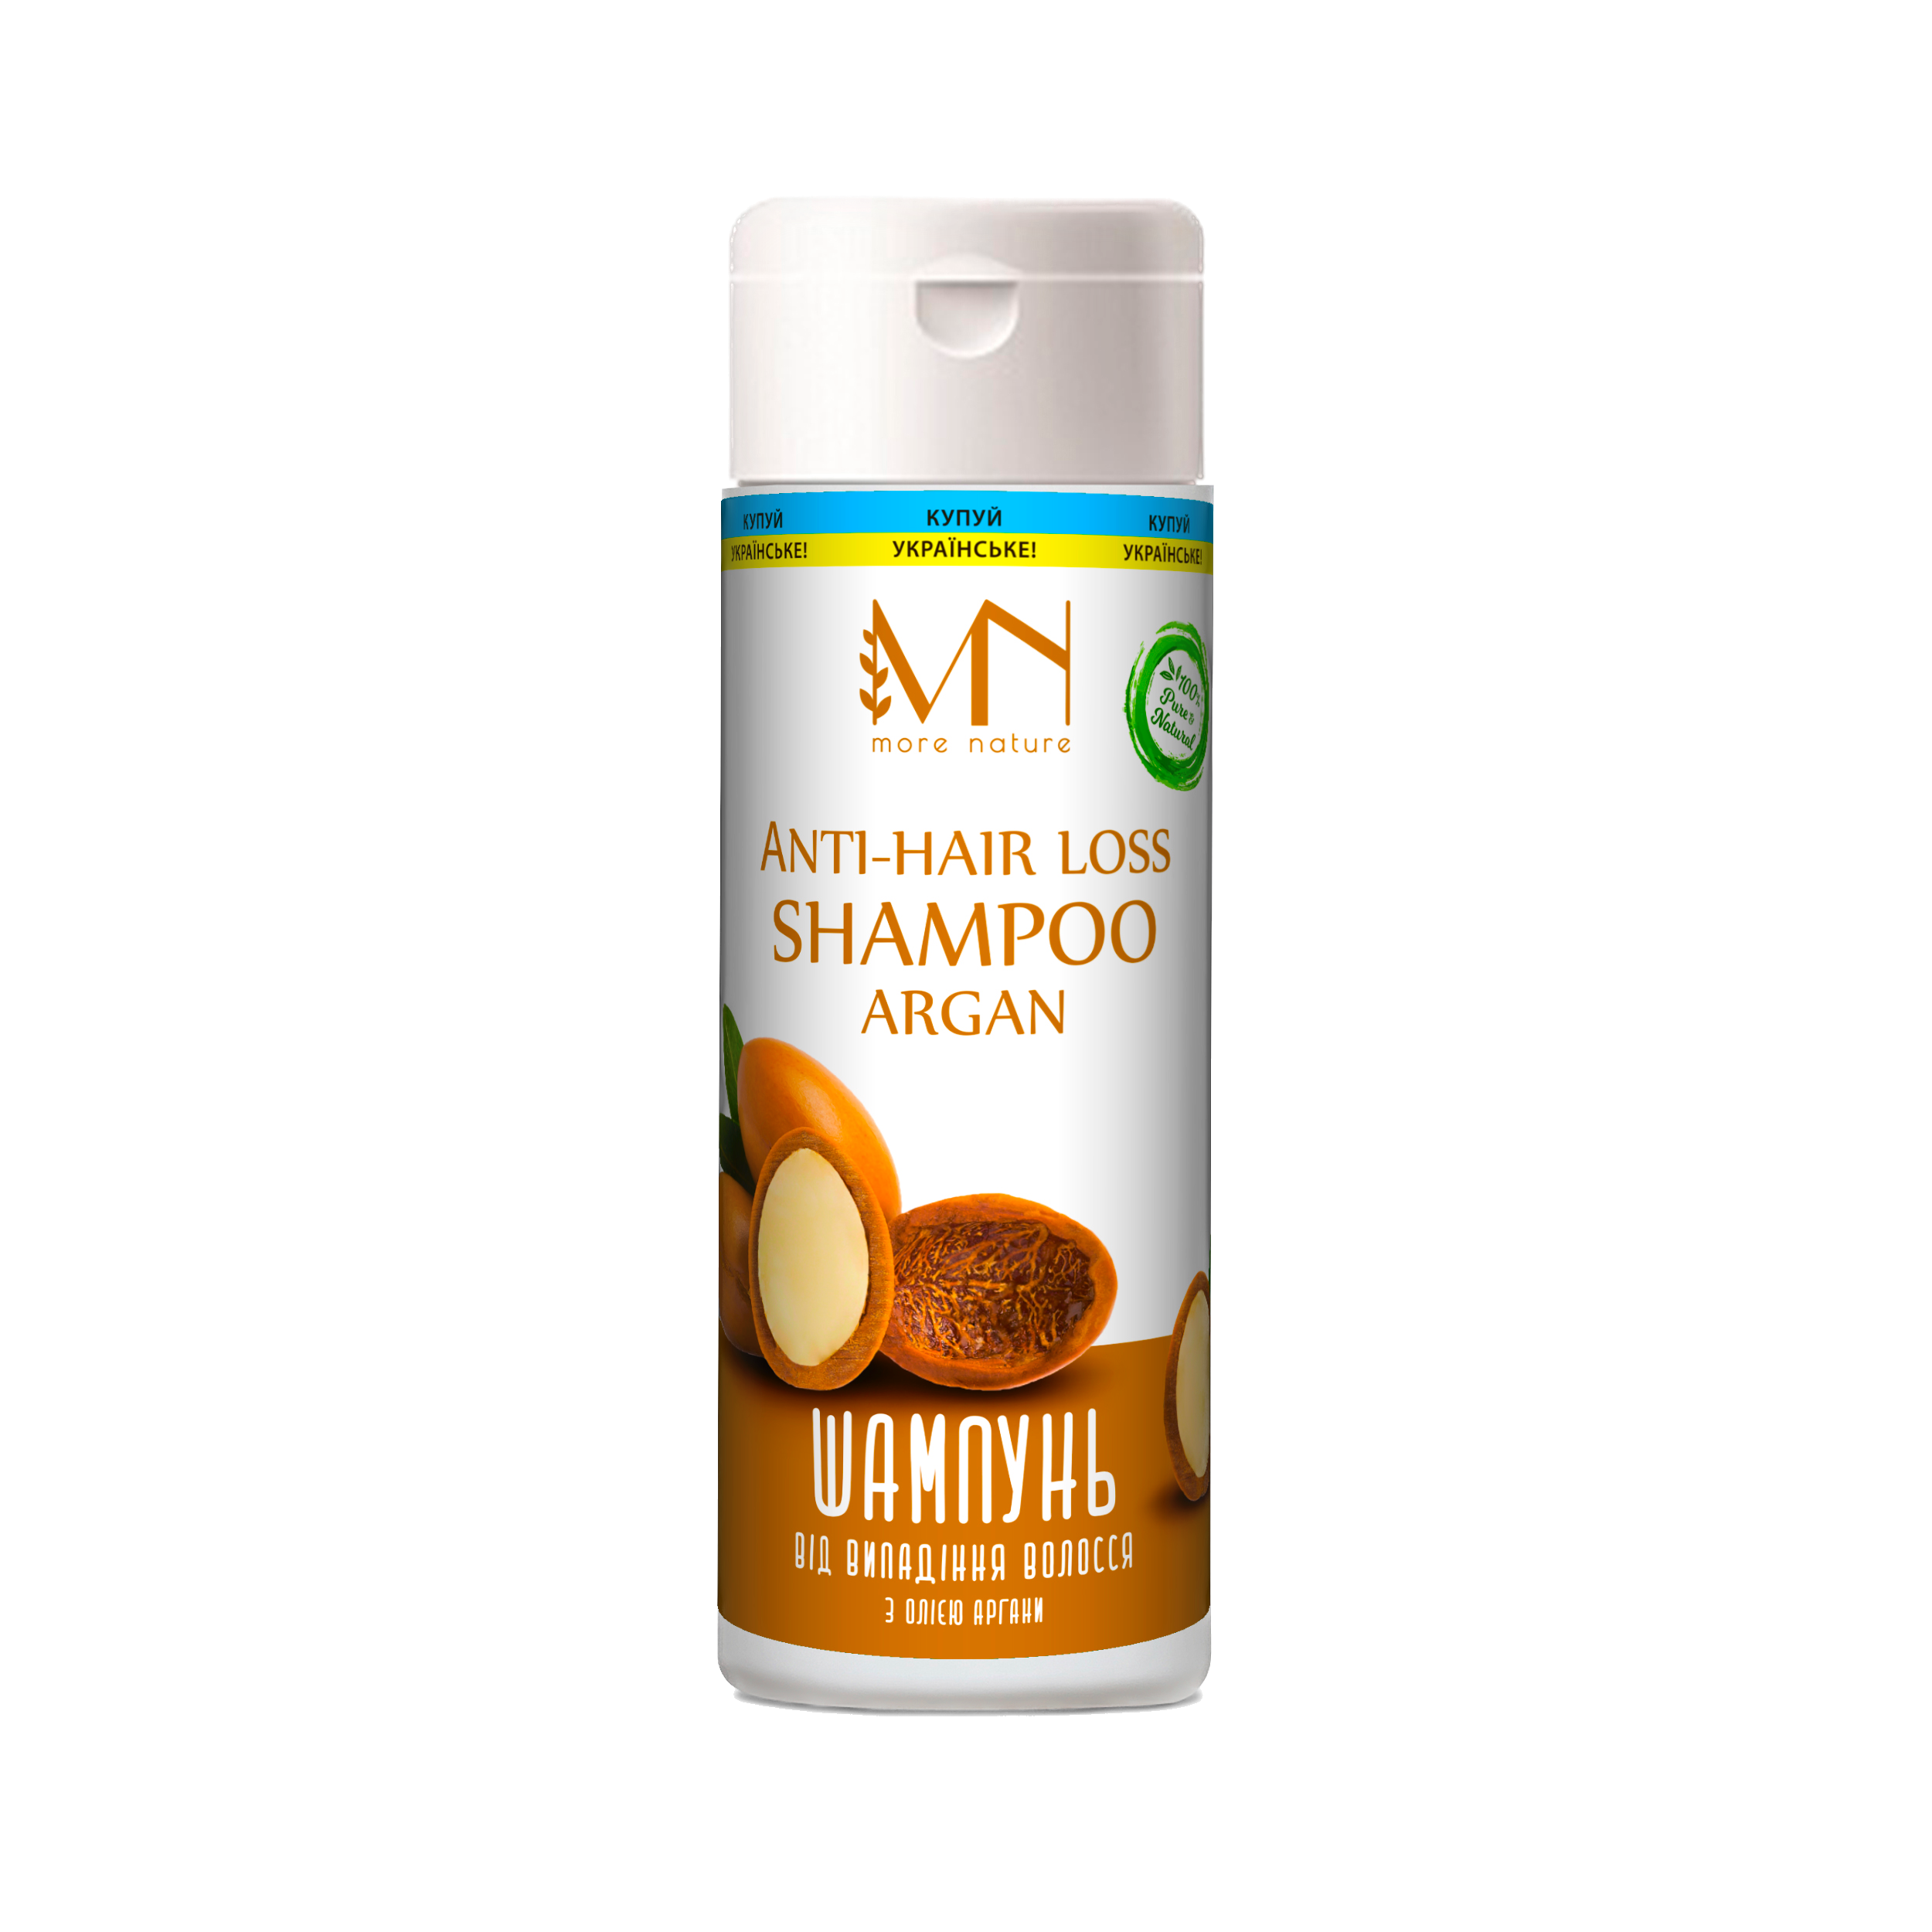 КУПУЙ КУПУЙ КУПУЙ
УКРАЇНСЬКЕ! УКРАЇНСЬКЕ! УКРАЇНСЬКЕ!
MN
more nature
100%
Pure &
Natural
ANTI-HAIR LOSS
SHAMPOO
ARGAN
ШАМПУНЬ
ВІД ВИПАДІННЯ ВОЛОССЯ
З ОЛІЄЮ АРГАНИ